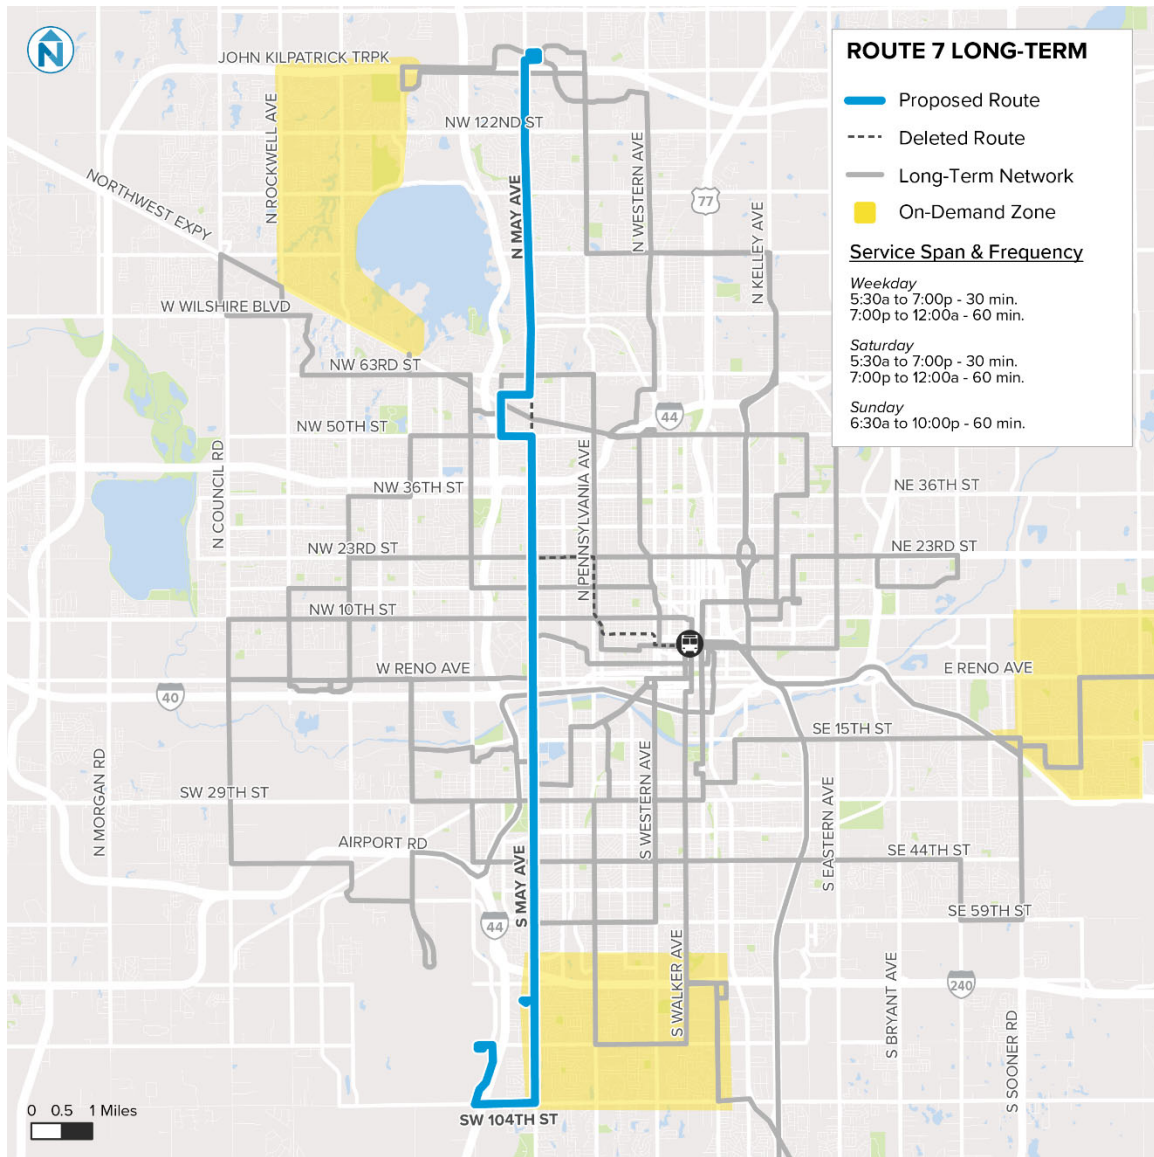 N
ROUTE 7 LONG-TERM
Proposed Route
Deleted Route
Long-Term Network
On-Demand Zone
Service Span & Frequency
Weekday
5:30a to 7:00p - 30 min.
7:00p to 12:00a - 60 min.
Saturday
5:30a to 7:00p - 30 min.
7:00p to 12:00a - 60 min.
Sunday
6:30a to 10:00p - 60 min.
JOHN KILPATRICK TRPK
NW 122ND ST
N ROCKWELL AVE
N WESTERN AVE
NORTHWEST EXPY
N MAY AVE
77
N KELLEY AVE
W WILSHIRE BLVD
NW 63RD ST
44
NW 50TH ST
N COUNCIL RD
N PENNSYLVANIA AVE
NW 36TH ST
NE 36TH ST
NW 23RD ST
NE 23RD ST
NW 10TH ST
W RENO AVE
E RENO AVE
40
SE 15TH ST
N MORGAN RD
SW 29TH ST
S WESTERN AVE
S EASTERN AVE
AIRPORT RD
SE 44TH ST
S MAY AVE
44
SE 59TH ST
S WALKER AVE
S BRYANT AVE
240
S SOONER RD
0 0.5 1 Miles
SW 104TH ST